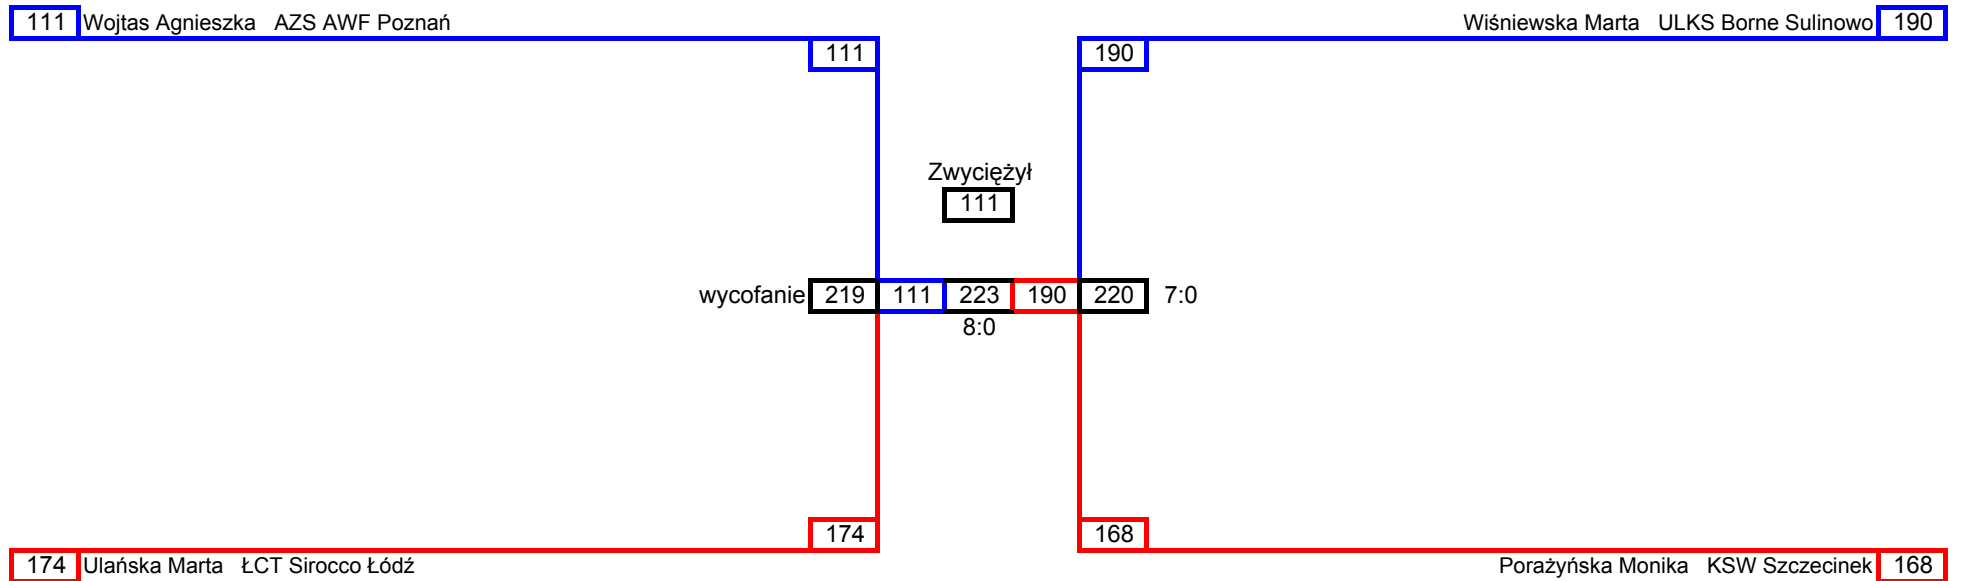 111 Wojtas Agnieszka AZS AWF Poznań
Wiśniewska Marta ULKS Borne Sulinowo 190
111
190
Zwyciężył
111
wycofanie 219 111 223 190 220 7:0
8:0
174
168
174 Ulańska Marta ŁCT Sirocco Łódź
Porażyńska Monika KSW Szczecinek 168